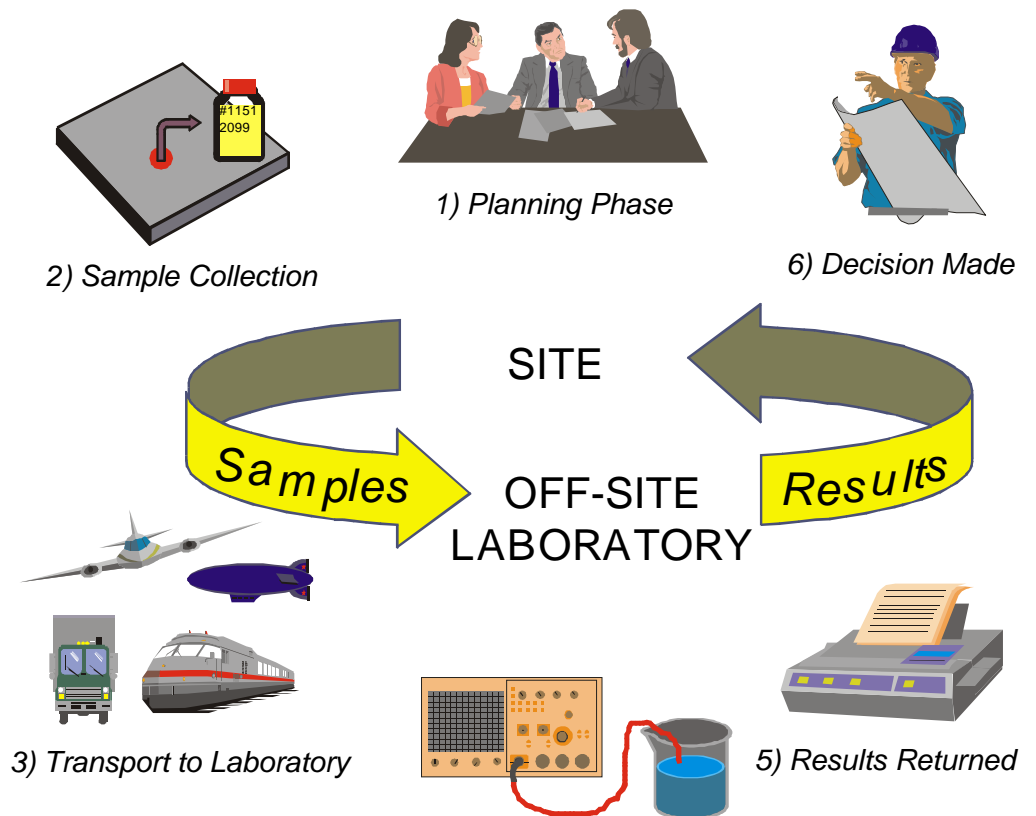 #1151
2099
1) Planning Phase
2) Sample Collection
6) Decision Made
SITE
Samples
Results
OFF-SITE
LABORATORY
3) Transport to Laboratory
5) Results Returned